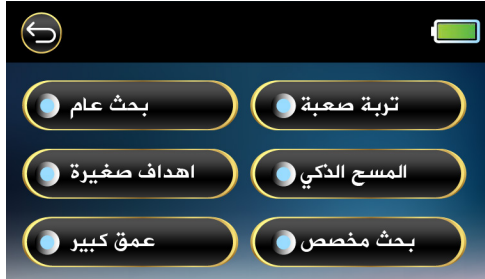 تربة صعبة
بحث عام
المسح الذكي
اهداف صغيرة
بحث مخصص
عمق كبير